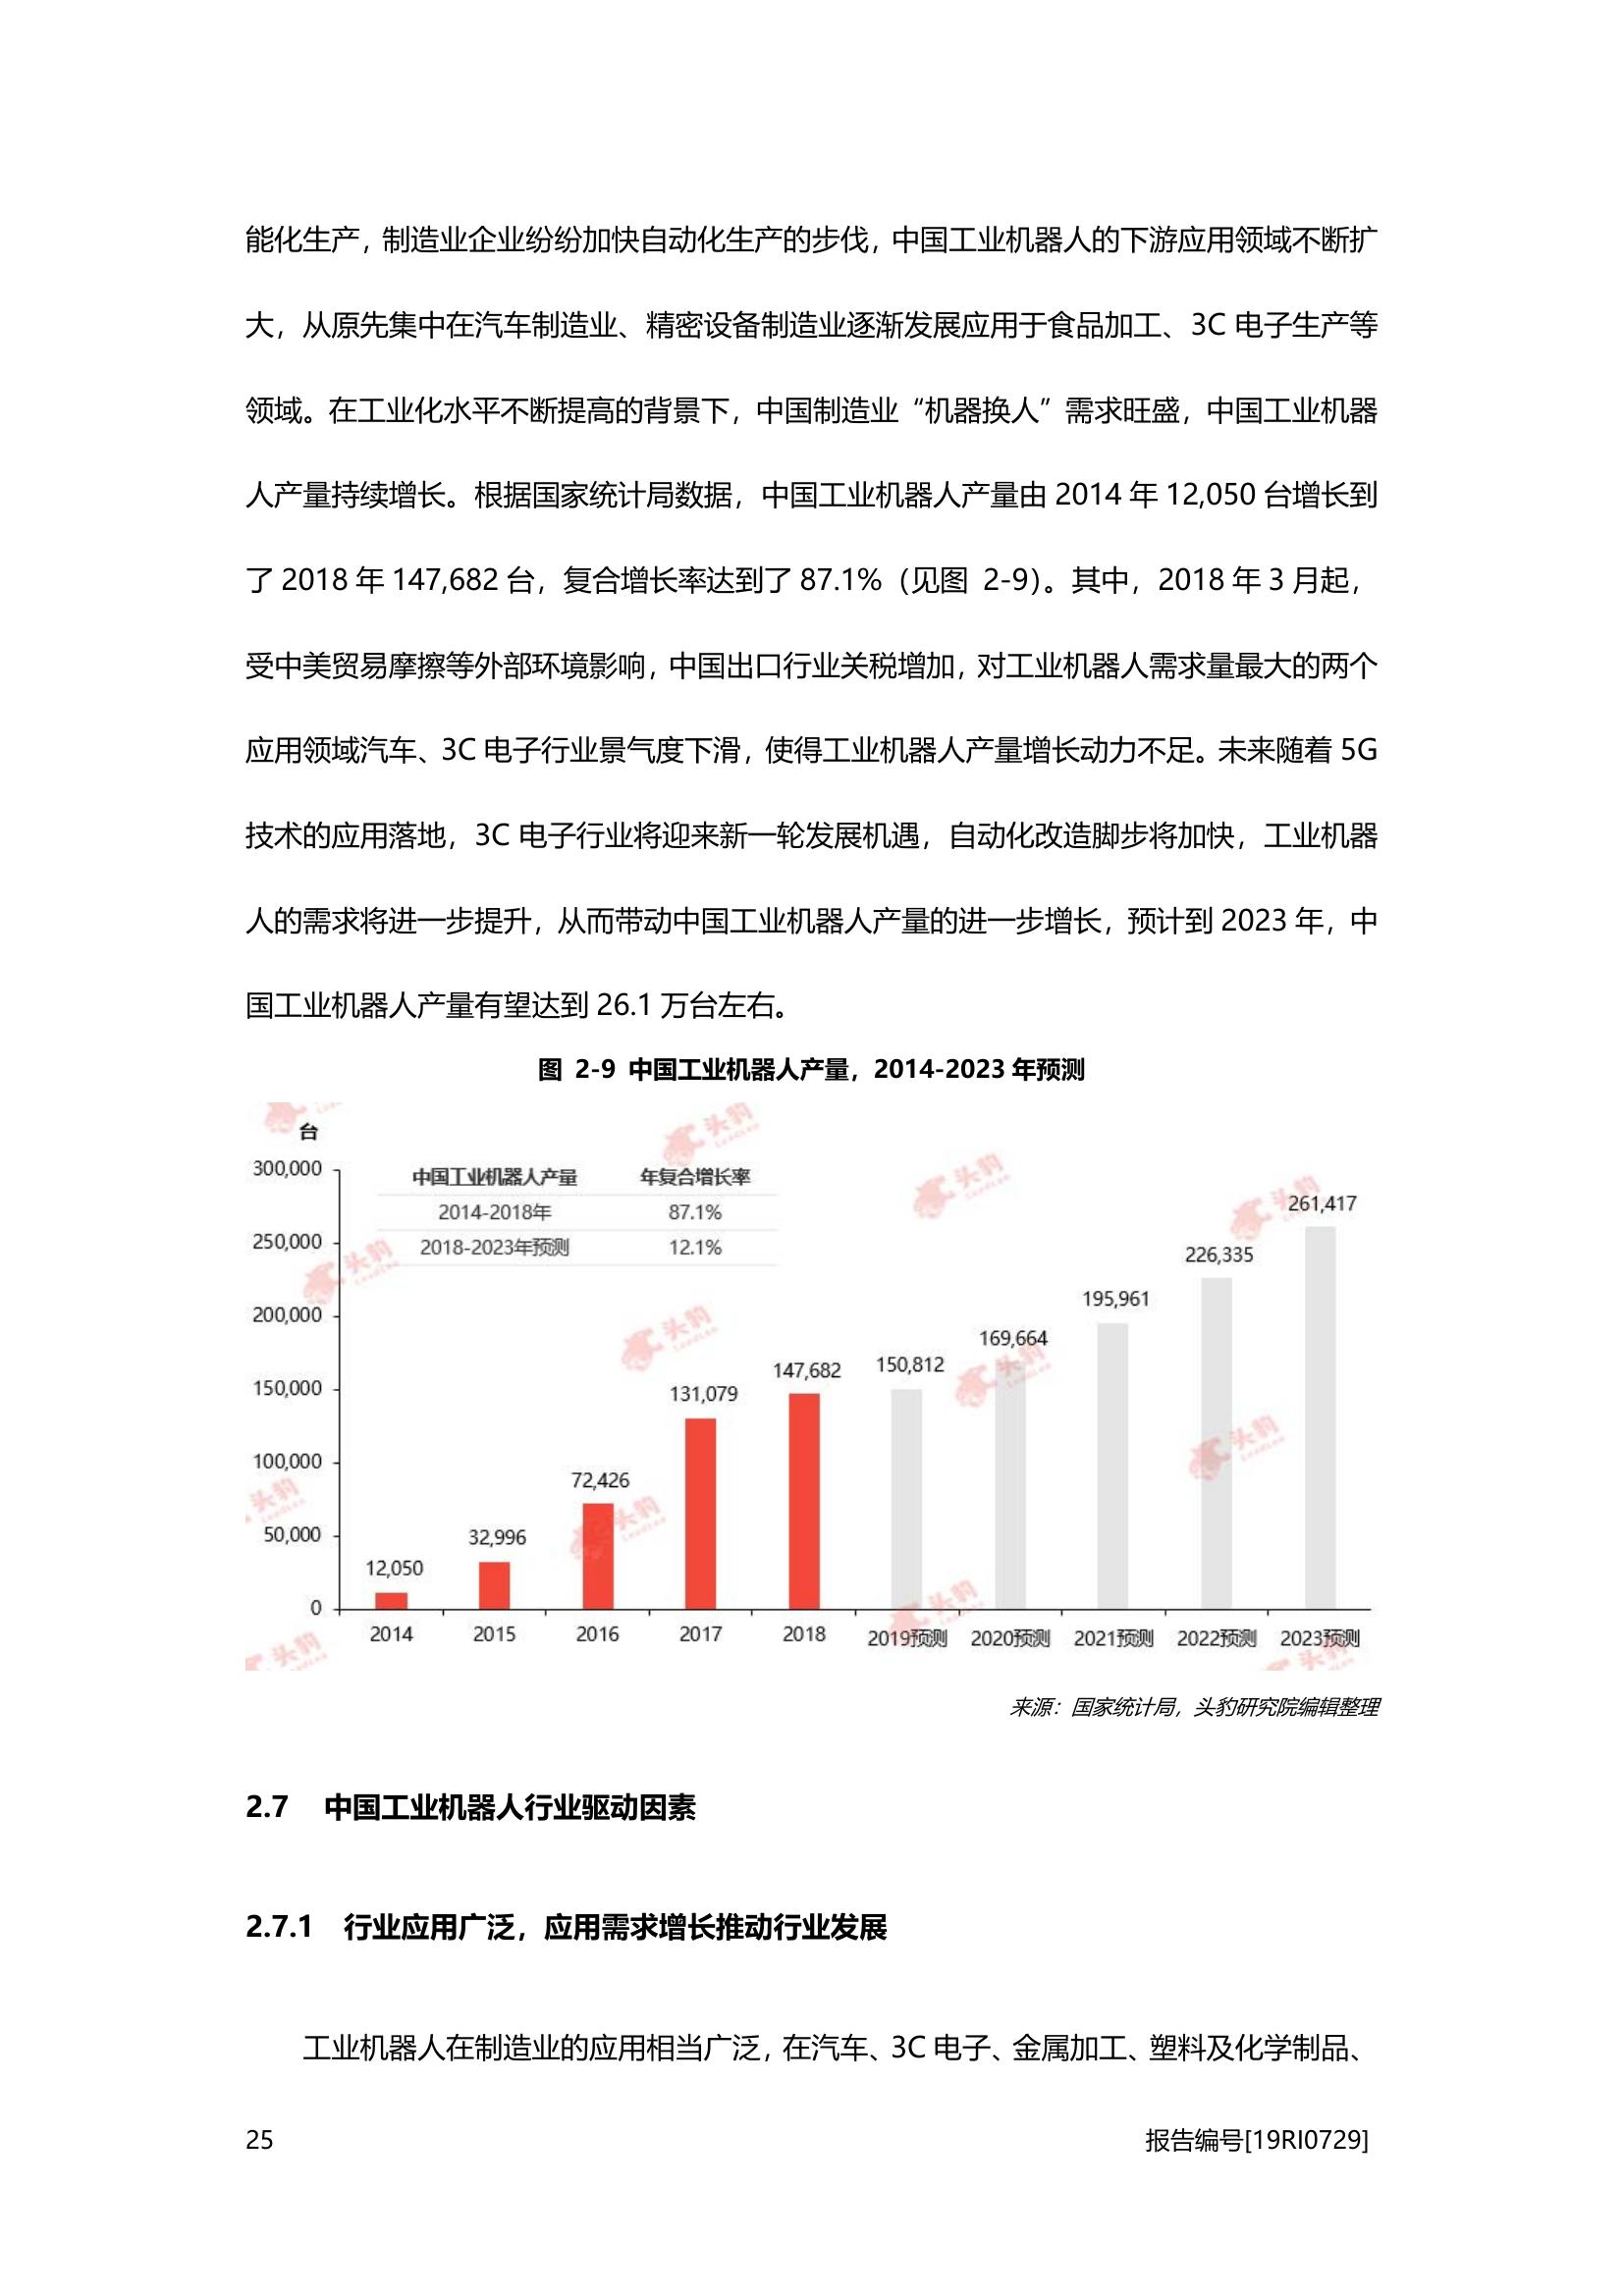 能化生产，制造业企业纷纷加快自动化生产的步伐，中国工业机器人的下游应用领域不断扩
大，从原先集中在汽车制造业、精密设备制造业逐渐发展应用于食品加工、3C 电子生产等
领域。在工业化水平不断提高的背景下，中国制造业“机器换人”需求旺盛，中国工业机器
人产量持续增长。根据国家统计局数据，中国工业机器人产量由 2014 年 12,050 台增长到
了 2018 年 147,682 台，复合增长率达到了 87.1%（见图 2-9）。其中，2018 年 3 月起，
受中美贸易摩擦等外部环境影响，中国出口行业关税增加，对工业机器人需求量最大的两个
应用领域汽车、3C 电子行业景气度下滑，使得工业机器人产量增长动力不足。未来随着 5G
技术的应用落地，3C 电子行业将迎来新一轮发展机遇，自动化改造脚步将加快，工业机器
人的需求将进一步提升，从而带动中国工业机器人产量的进一步增长，预计到 2023 年，中
国工业机器人产量有望达到 26.1 万台左右。
图 2-9 中国工业机器人产量，2014-2023 年预测
台
300,000
250,000
200,000
150,000
100,000
50,000
0
中国工业机器人产量 年复合增长率
2014-2018年 87.1%
2018-2023年预测 12.1%
12,050
32,996
72,426
131,079
147,682
150,812
169,664
195,961
226,335
261,417
2014 2015 2016 2017 2018 2019预测 2020预测 2021预测 2022预测 2023预测
头豹
LeadLeo
来源：国家统计局，头豹研究院编辑整理
2.7 中国工业机器人行业驱动因素
2.7.1 行业应用广泛，应用需求增长推动行业发展
工业机器人在制造业的应用相当广泛，在汽车、3C 电子、金属加工、塑料及化学制品、
25 报告编号[19RI0729]